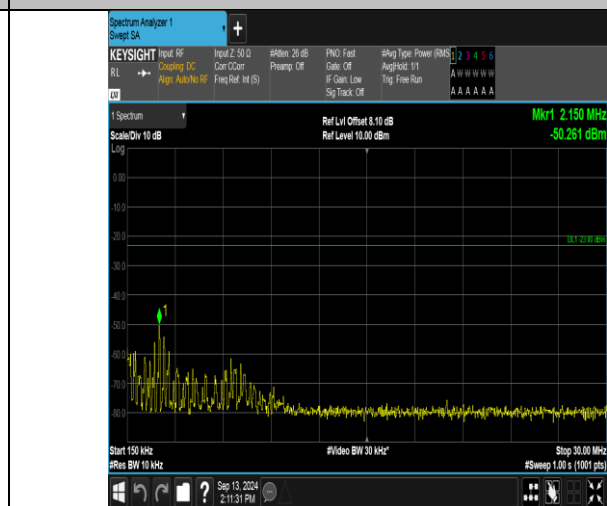 Spectrum Analyzer 1
Swept SA
+
KEYSIGHT Input: RF Input Z: 50 Ω #Atten: 26 dB PNO: Fast #Avg Type: Power (RMS 1 2 3 4 5 6
RL Coupling: DC Corr CCorr Preamp: Off Gate: Off Avg|Hold: 1/1 A W W W W W
Align: Auto/No RF Freq Ref: Int (S) IF Gain: Low Trig: Free Run
Sig Track: Off A A A A A A
1 Spectrum Ref Lvl Offset 8.10 dB Mkr1 2.150 MHz
Scale/Div 10 dB Ref Level 10.00 dBm -50.261 dBm
Log
0.00
-10.0
-20.0
DL1 -23.00 dBm
-30.0
-40.0
1
-50.0
-60.0
-70.0
-80.0
Start 150 kHz #Video BW 30 kHz* Stop 30.00 MHz
#Res BW 10 kHz #Sweep 1.00 s (1001 pts)
? Sep 13, 2024
2:11:31 PM